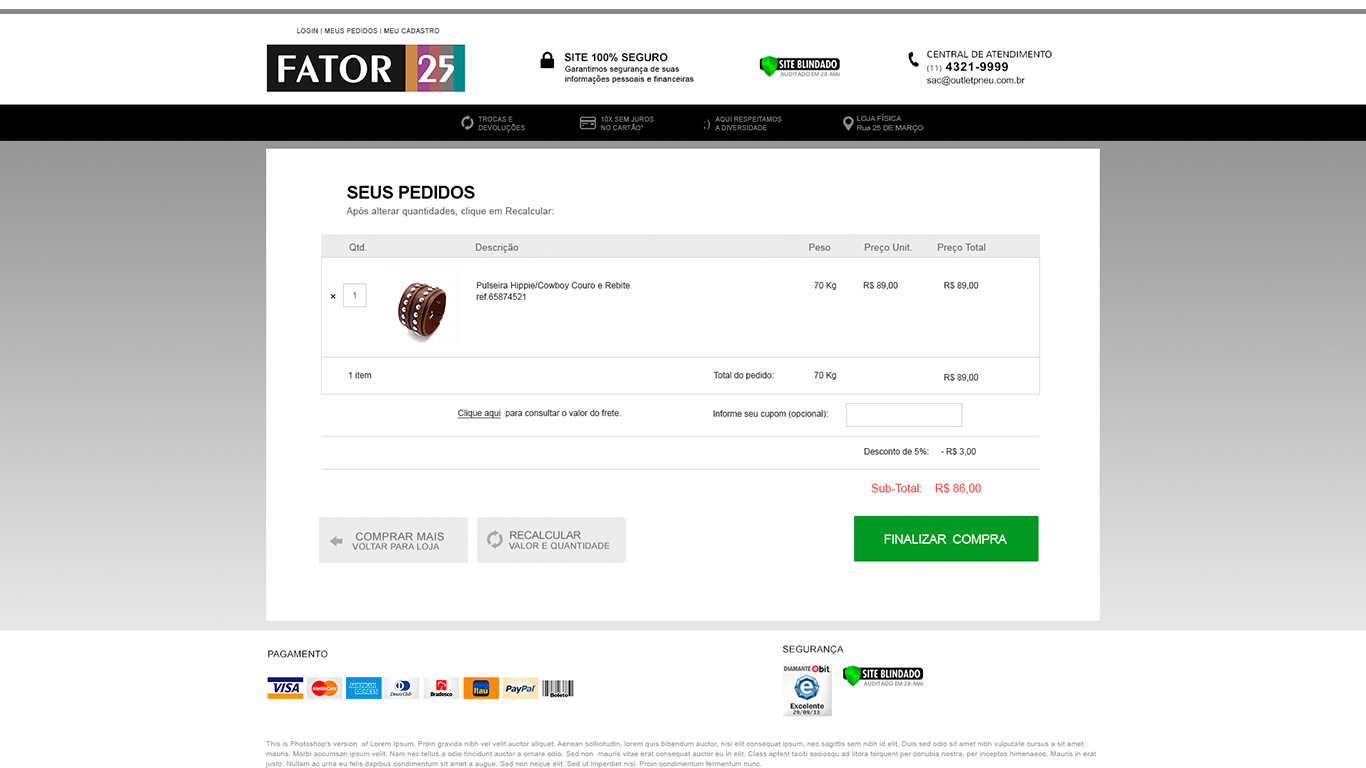 LOGIN | MEUS PEDIDOS | MEU CADASTRO
FATOR 25
SITE 100% SEGURO
Garantimos segurança de suas
informações pessoais e financeiras
SITE BLINDADO
AUDITADO EM 28-MAI
CENTRAL DE ATENDIMENTO
(11) 4321-9999
sac@outletpneu.com.br
TROCAS E
DEVOLUÇÕES
10X SEM JUROS
NO CARTÃO*
;) AQUI RESPEITAMOS
A DIVERSIDADE
LOJA FÍSICA
Rua 25 DE MARÇO
SEUS PEDIDOS
Após alterar quantidades, clique em Recalcular:
Qtd. Descrição Peso Preço Unit. Preço Total
× 1 Pulseira Hippie/Cowboy Couro e Rebite 70 Kg R$ 89,00 R$ 89,00
ref.65874521
1 item Total do pedido: 70 Kg R$ 89,00
Clique aqui para consultar o valor do frete. Informe seu cupom (opcional):
Desconto de 5%: - R$ 3,00
Sub-Total: R$ 86,00
COMPRAR MAIS
VOLTAR PARA LOJA
RECALCULAR
VALOR E QUANTIDADE
FINALIZAR COMPRA
PAGAMENTO
VISA MasterCard AMERICAN EXPRESS Diners Club Bradesco Itaú PayPal Boleto
SEGURANÇA
DIAMANTE ebit
Excelente
29/09/13
SITE BLINDADO
AUDITADO EM 28-MAI
This is Photoshop's version of Lorem Ipsum. Proin gravida nibh vel velit auctor aliquet. Aenean sollicitudin, lorem quis bibendum auctor, nisi elit consequat ipsum, nec sagittis sem nibh id elit. Duis sed odio sit amet nibh vulputate cursus a sit amet
mauris. Morbi accumsan ipsum velit. Nam nec tellus a odio tincidunt auctor a ornare odio. Sed non mauris vitae erat consequat auctor eu in elit. Class aptent taciti sociosqu ad litora torquent per conubia nostra, per inceptos himenaeos. Mauris in erat
justo. Nullam ac urna eu felis dapibus condimentum sit amet a augue. Sed non neque elit. Sed ut imperdiet nisi. Proin condimentum fermentum nunc.